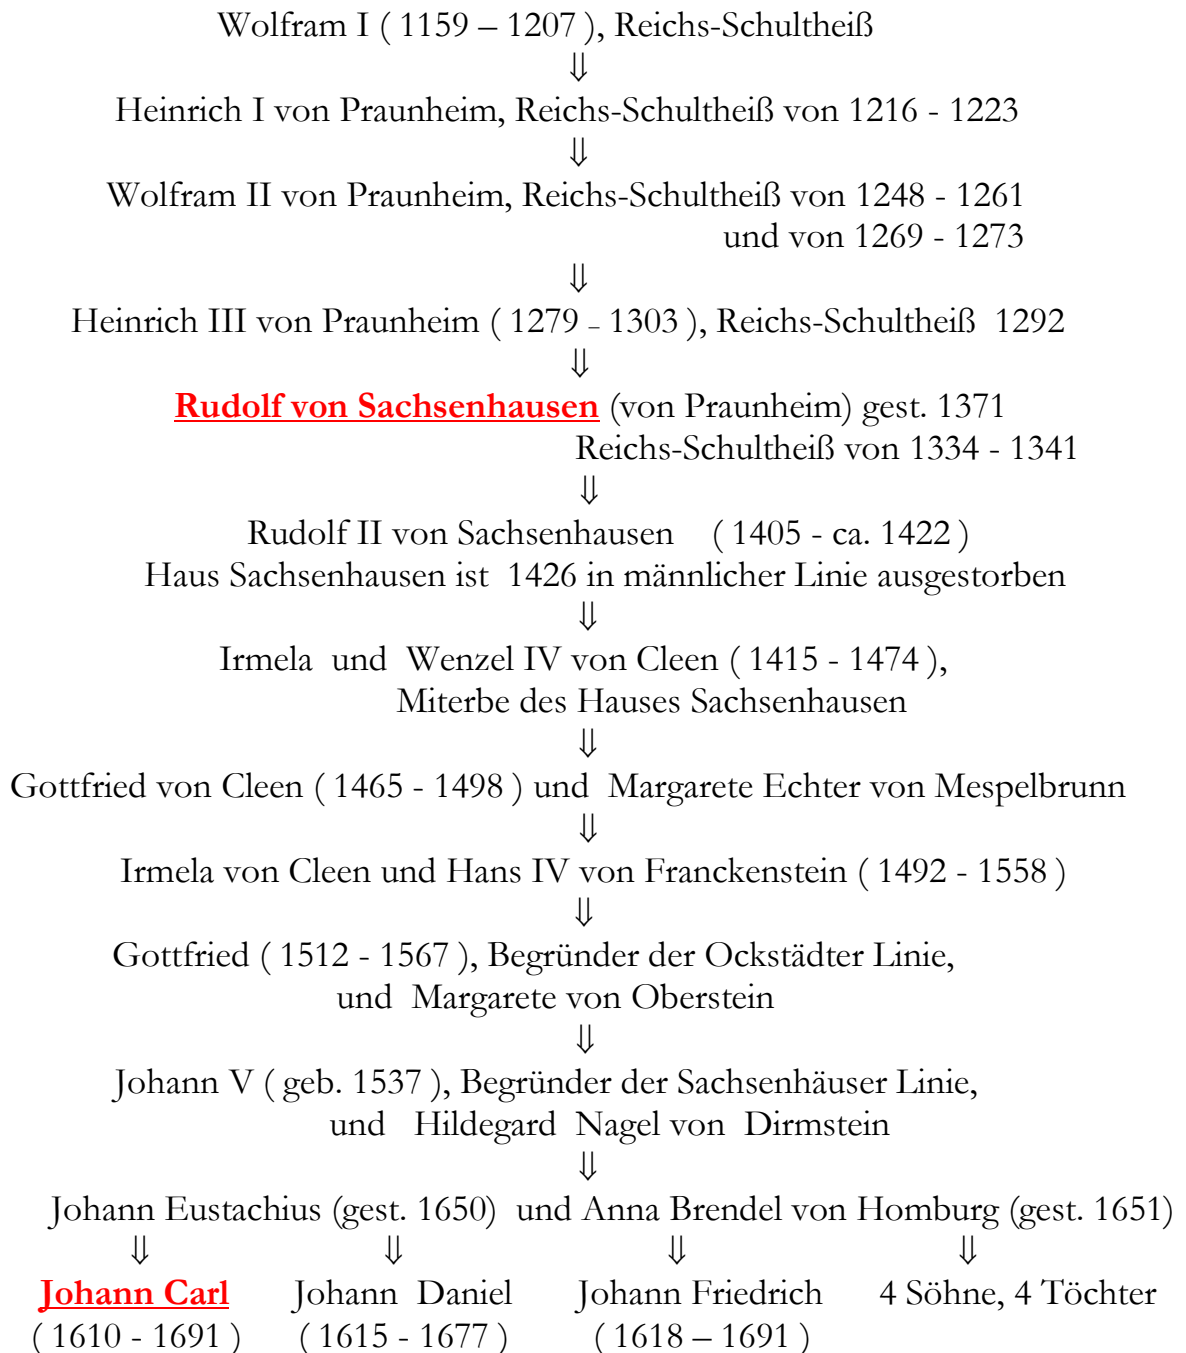 Wolfram I ( 1159 – 1207 ), Reichs-Schultheiß
⇓
Heinrich I von Praunheim, Reichs-Schultheiß von 1216 - 1223
⇓
Wolfram II von Praunheim, Reichs-Schultheiß von 1248 - 1261
und von 1269 - 1273
⇓
Heinrich III von Praunheim ( 1279 – 1303 ), Reichs-Schultheiß 1292
⇓
Rudolf von Sachsenhausen (von Praunheim) gest. 1371
Reichs-Schultheiß von 1334 - 1341
⇓
Rudolf II von Sachsenhausen ( 1405 - ca. 1422 )
Haus Sachsenhausen ist 1426 in männlicher Linie ausgestorben
⇓
Irmela und Wenzel IV von Cleen ( 1415 - 1474 ),
Miterbe des Hauses Sachsenhausen
⇓
Gottfried von Cleen ( 1465 - 1498 ) und Margarete Echter von Mespelbrunn
⇓
Irmela von Cleen und Hans IV von Franckenstein ( 1492 - 1558 )
⇓
Gottfried ( 1512 - 1567 ), Begründer der Ockstädter Linie,
und Margarete von Oberstein
⇓
Johann V ( geb. 1537 ), Begründer der Sachsenhäuser Linie,
und Hildegard Nagel von Dirmstein
⇓
Johann Eustachius (gest. 1650) und Anna Brendel von Homburg (gest. 1651)
⇓ ⇓ ⇓ ⇓
Johann Carl Johann Daniel Johann Friedrich 4 Söhne, 4 Töchter
( 1610 - 1691 ) ( 1615 - 1677 ) ( 1618 – 1691 )